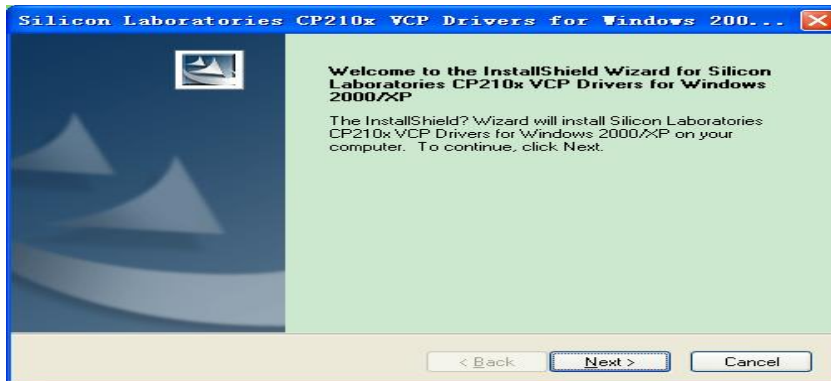 Silicon Laboratories CP210x VCP Drivers for Windows 200...
Welcome to the InstallShield Wizard for Silicon
Laboratories CP210x VCP Drivers for Windows
2000/XP
The InstallShield? Wizard will install Silicon Laboratories
CP210x VCP Drivers for Windows 2000/XP on your
computer. To continue, click Next.
< Back Next > Cancel